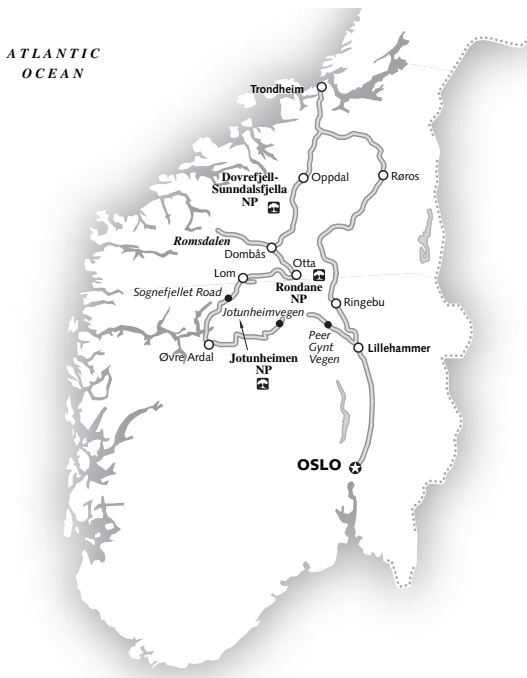 ATLANTIC
OCEAN
Trondheim
Dovrefjell-
Sunndalsfjella
NP
Oppdal
Røros
Romsdalen
Dombås
Otta
Lom
Rondane
NP
Sognefjellet Road
Jotunheimvegen
Ringebu
Peer
Gynt
Vegen
Øvre Ardal
Jotunheimen
NP
Lillehammer
OSLO